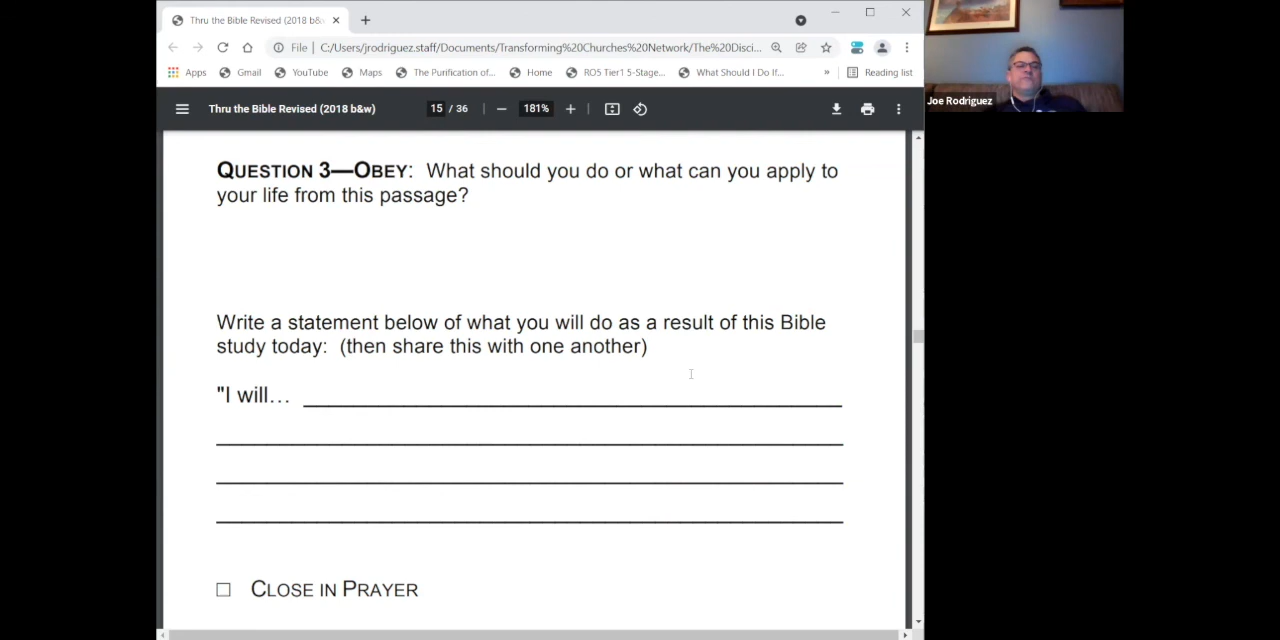 Thru the Bible Revised (2018 b&w
File | C:/Users/jrodriguez.staff/Documents/Transforming%20Churches%20Network/The%20Disci...
Apps Gmail YouTube Maps The Purification of... Home RO5 Tier1 5-Stage... What Should I Do If... » Reading list
Thru the Bible Revised (2018 b&w) 15 / 36 — 181% +
Joe Rodriguez
QUESTION 3—OBEY: What should you do or what can you apply to
your life from this passage?
Write a statement below of what you will do as a result of this Bible
study today: (then share this with one another)
"I will…
CLOSE IN PRAYER